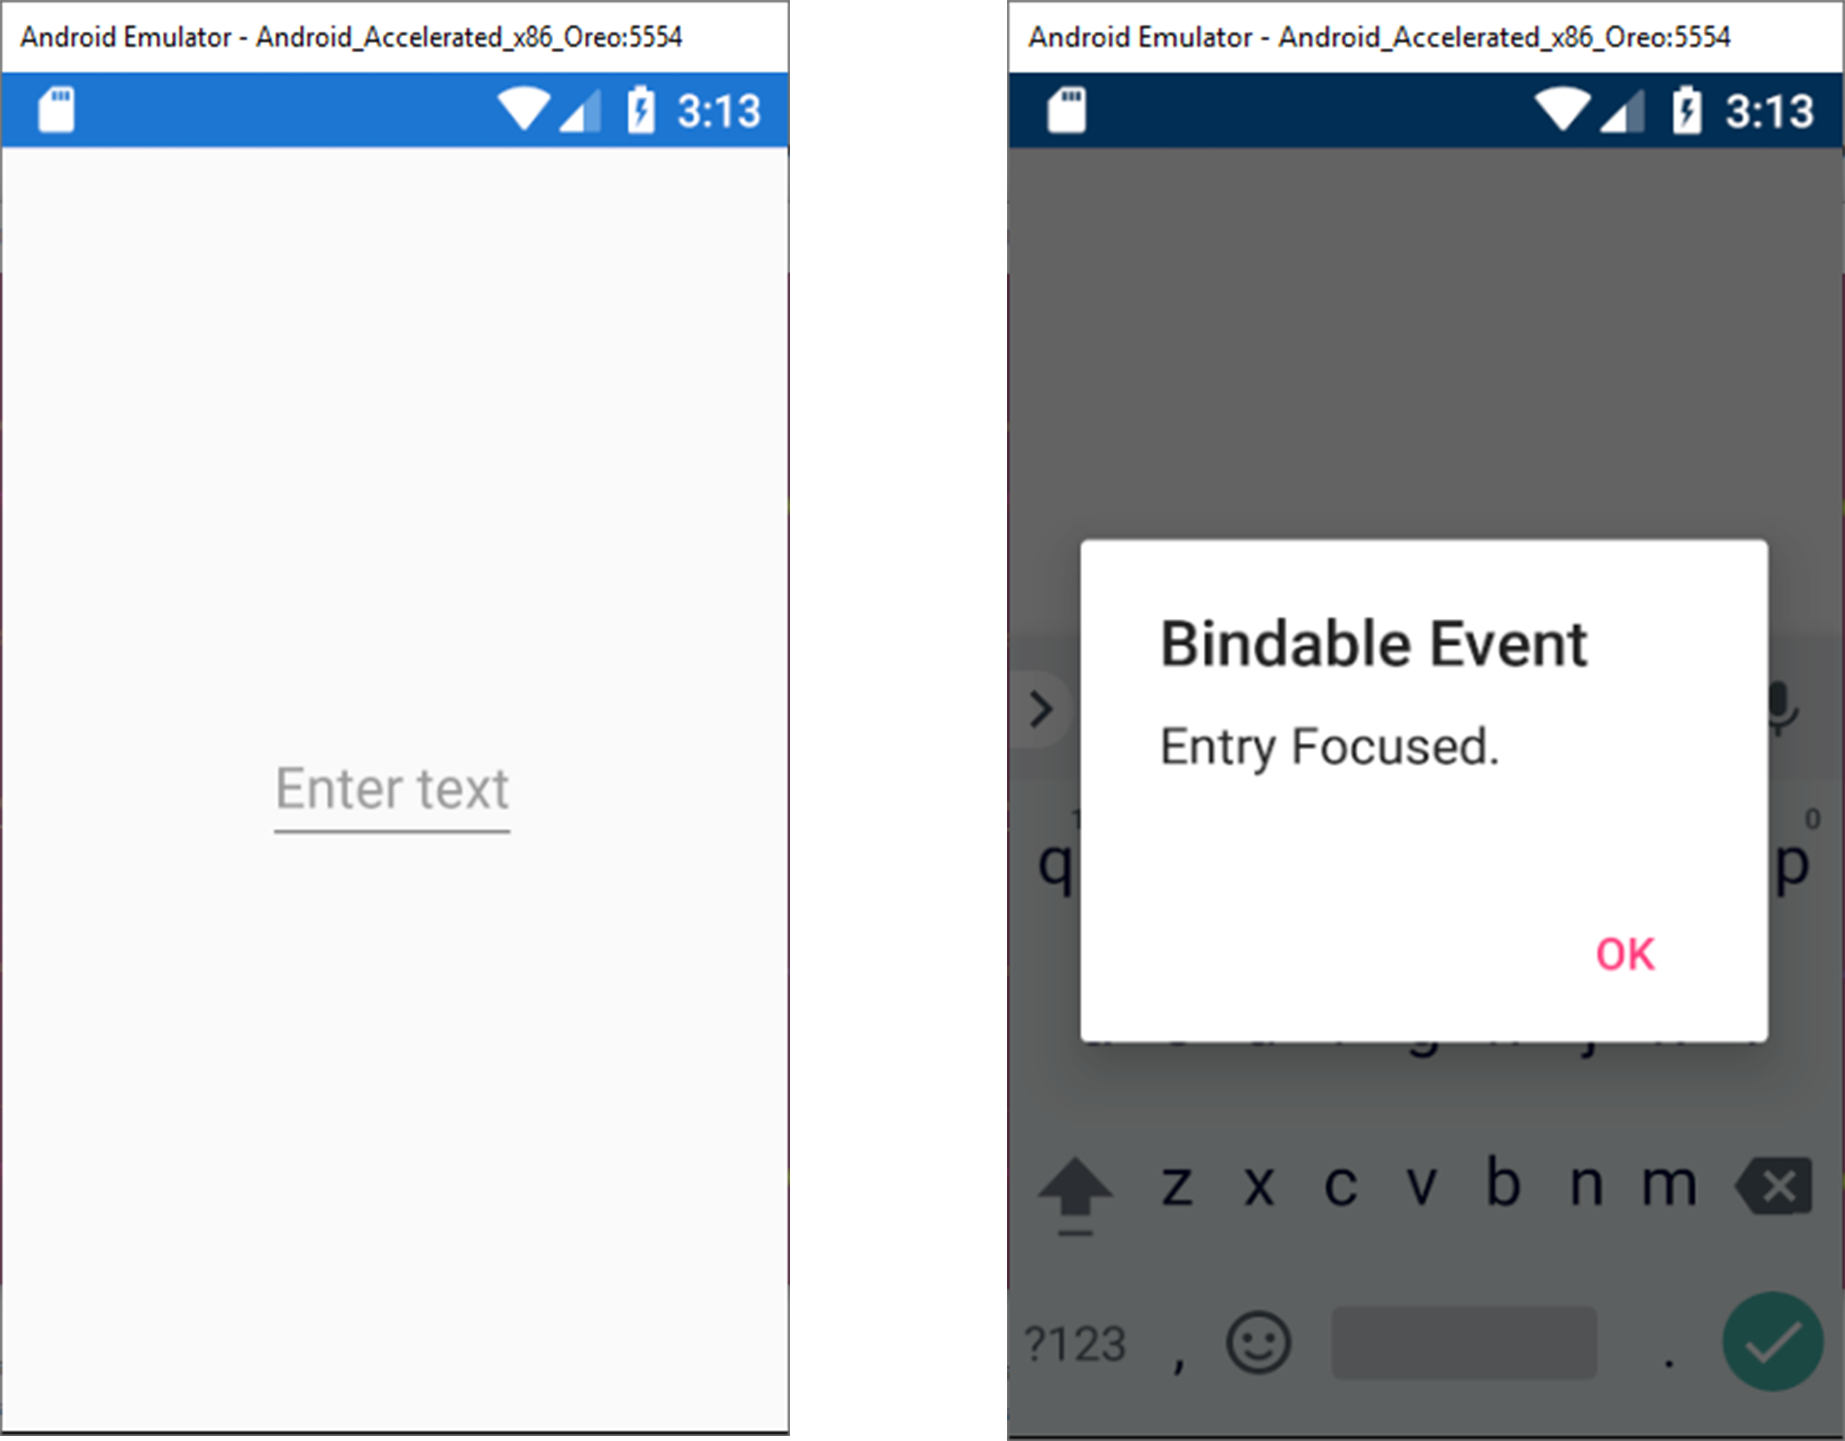 Android Emulator - Android_Accelerated_x86_Oreo:5554
3:13
Enter text
Android Emulator - Android_Accelerated_x86_Oreo:5554
3:13
Bindable Event
Entry Focused.
OK
1 0
q p
z x c v b n m
?123 , .